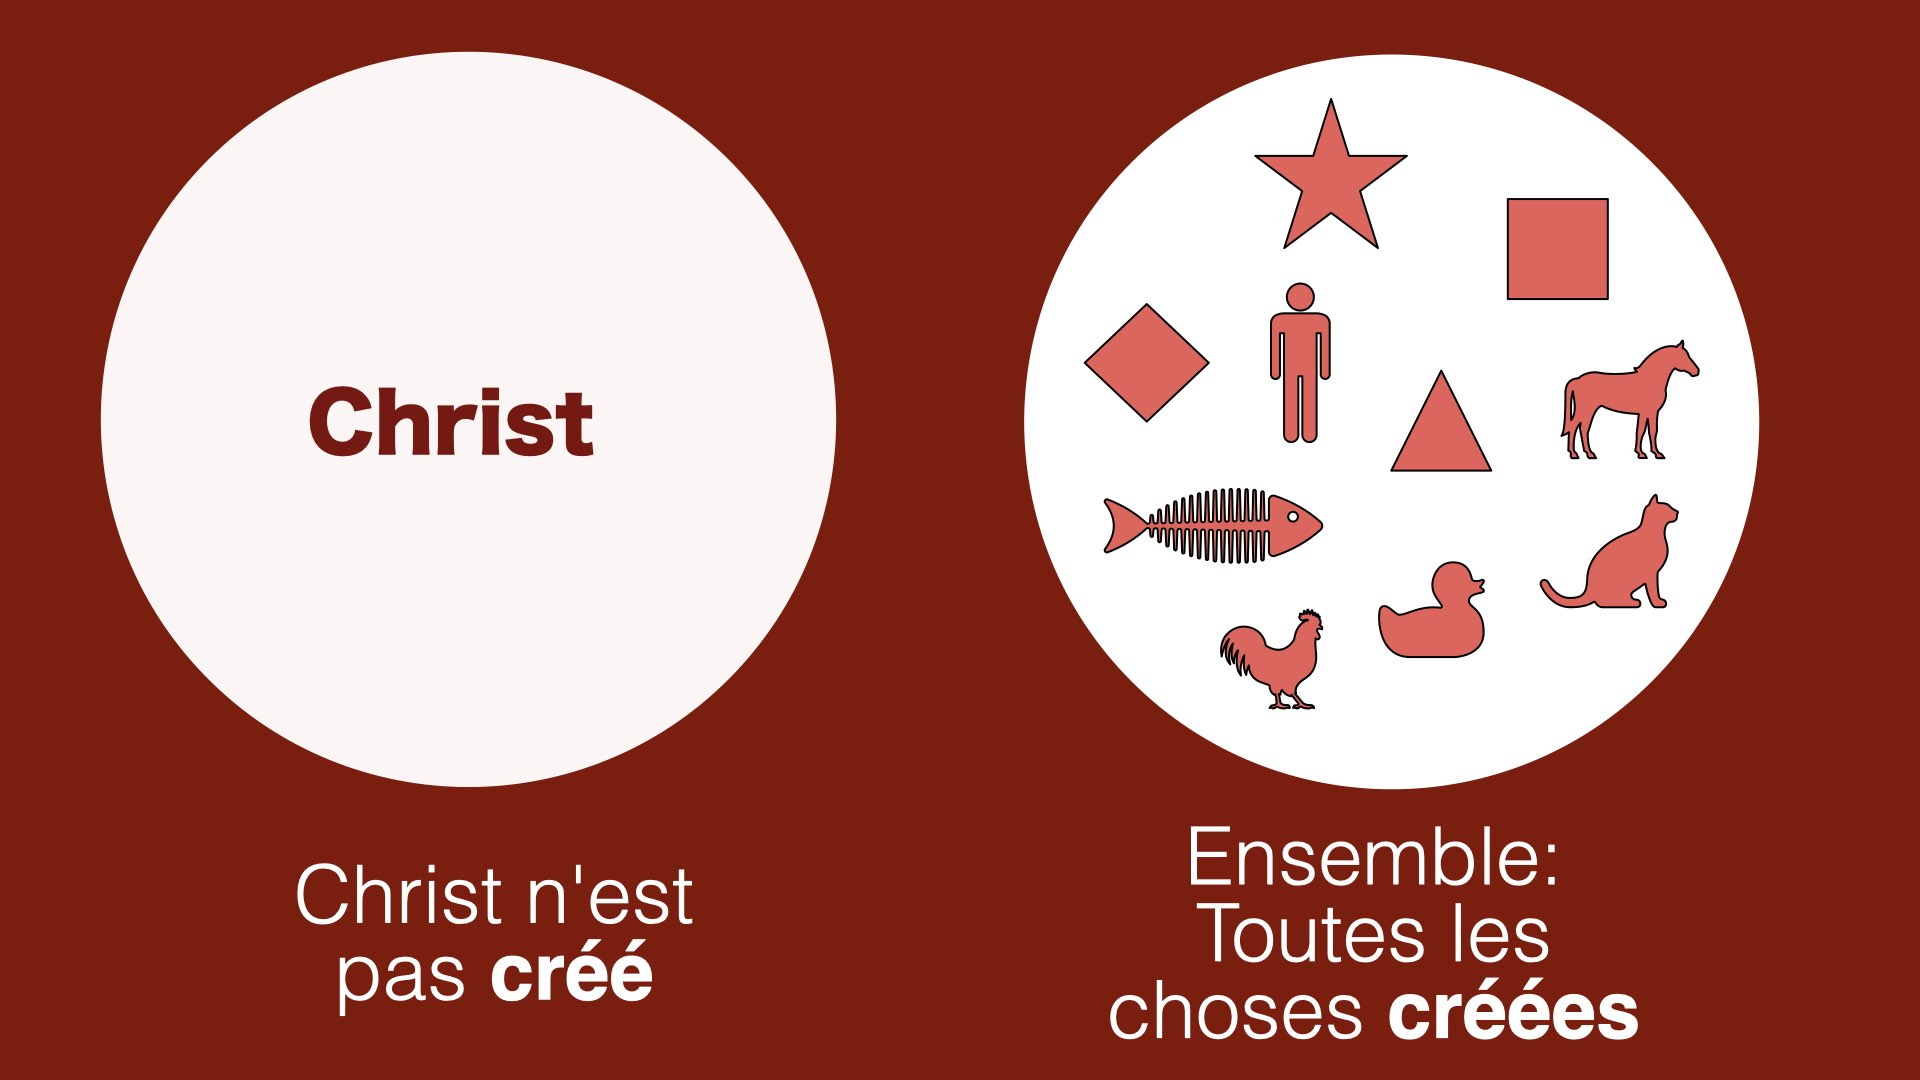 Christ
Christ n'est
pas créé
Ensemble:
Toutes les
choses créées